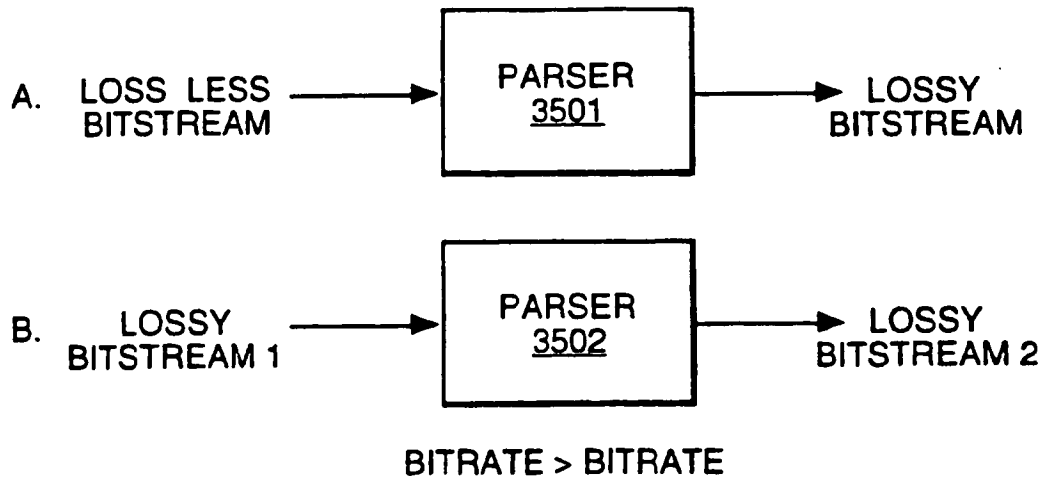 A. LOSS LESS BITSTREAM
PARSER
3501
LOSSY BITSTREAM
B. LOSSY BITSTREAM 1
PARSER
3502
LOSSY BITSTREAM 2
BITRATE > BITRATE